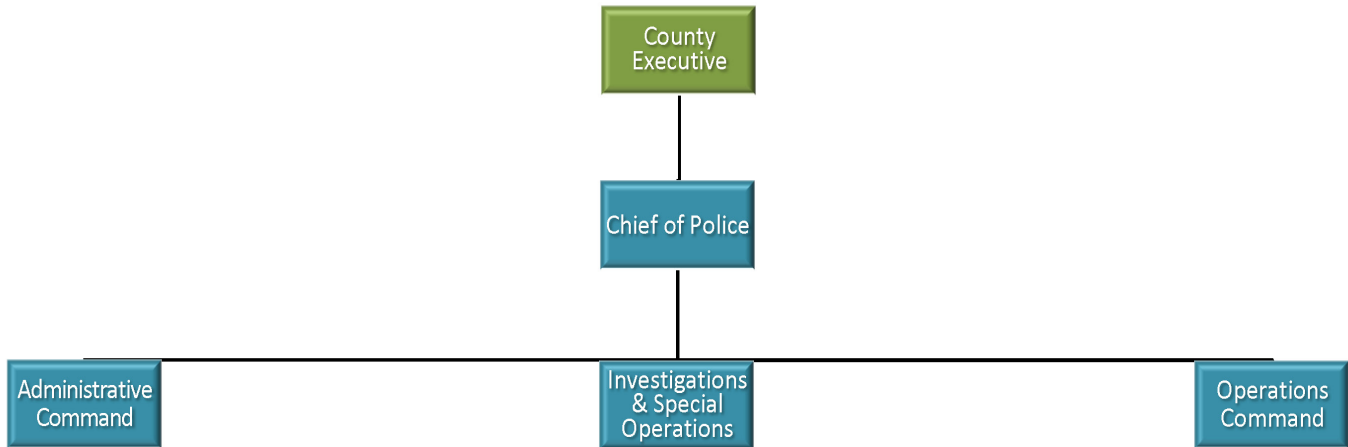 County
Executive
Chief of Police
Administrative
Command
Investigations
& Special
Operations
Operations
Command